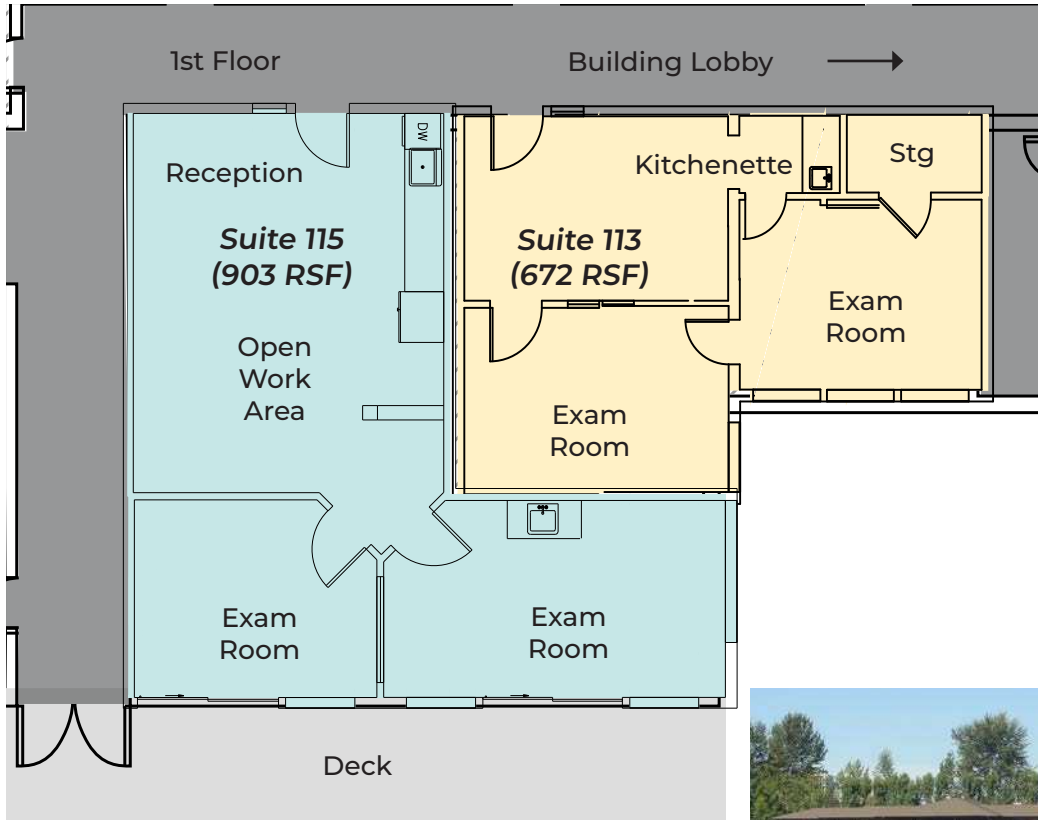 1st Floor
Building Lobby
DW
Reception
Kitchenette
Stg
Suite 115
(903 RSF)
Suite 113
(672 RSF)
Exam
Room
Open
Work
Area
Exam
Room
Exam
Room
Exam
Room
Deck